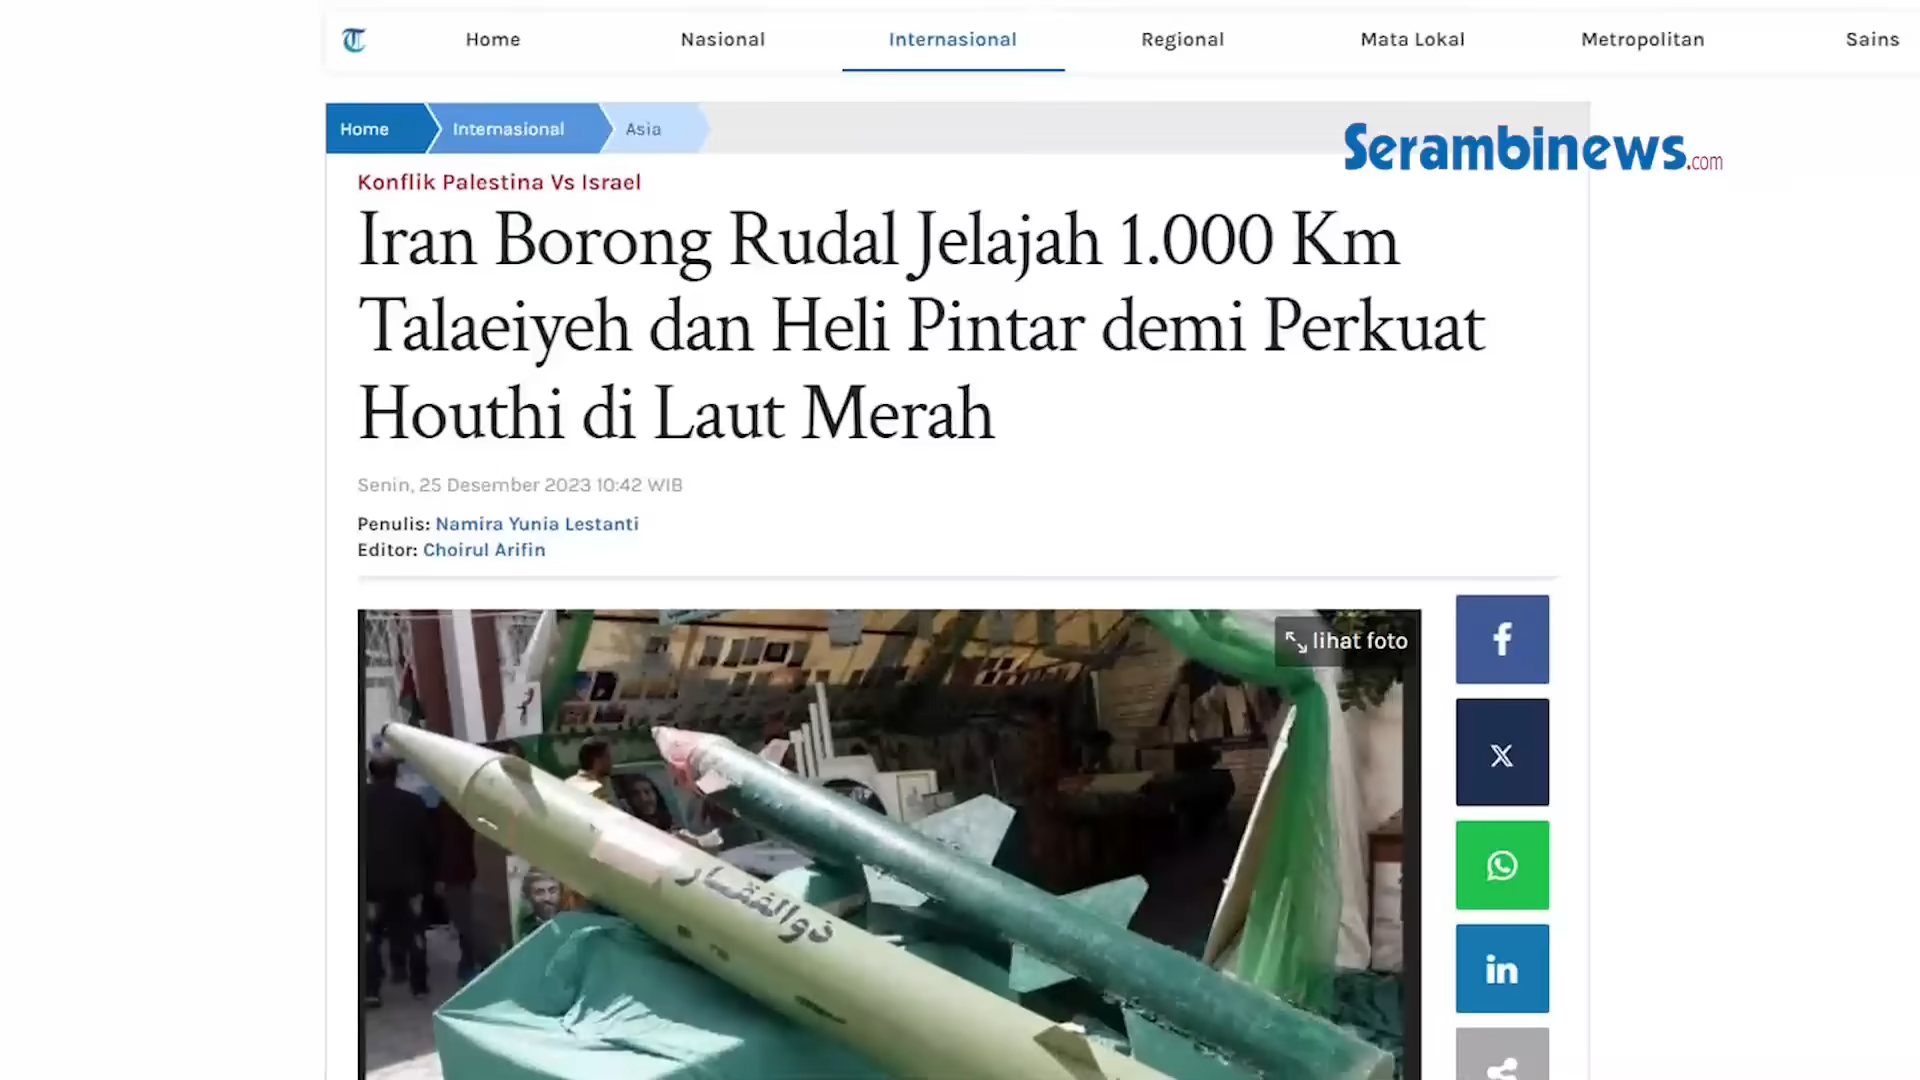 Home Nasional Internasional Regional Mata Lokal Metropolitan Sains
Home Internasional Asia
Serambinews.com
Konflik Palestina Vs Israel
Iran Borong Rudal Jelajah 1.000 Km
Talaeiyeh dan Heli Pintar demi Perkuat
Houthi di Laut Merah
Senin, 25 Desember 2023 10:42 WIB
Penulis: Namira Yunia Lestanti
Editor: Choirul Arifin
lihat foto
ذوالفقار